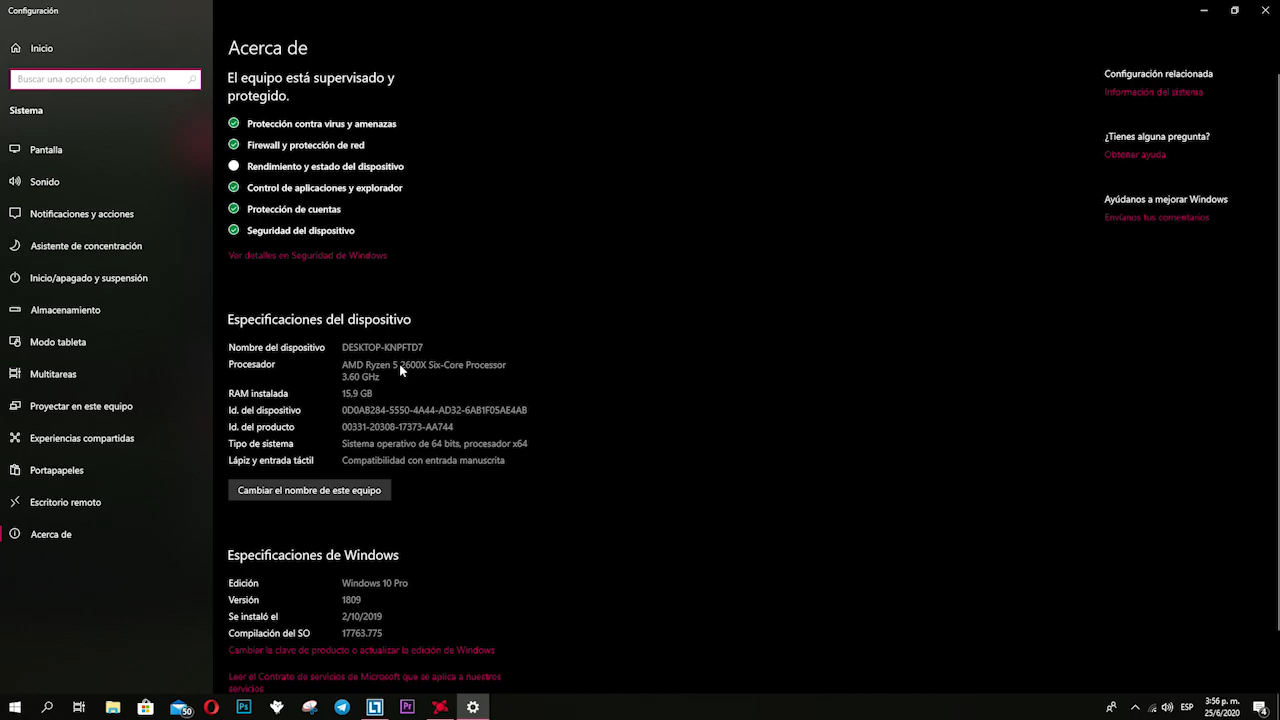 Configuración
Inicio
Buscar una opción de configuración
Sistema
Pantalla
Sonido
Notificaciones y acciones
Asistente de concentración
Inicio/apagado y suspensión
Almacenamiento
Modo tableta
Multitareas
Proyectar en este equipo
Experiencias compartidas
Portapapeles
Escritorio remoto
Acerca de
Acerca de
El equipo está supervisado y
protegido.
Protección contra virus y amenazas
Firewall y protección de red
Rendimiento y estado del dispositivo
Control de aplicaciones y explorador
Protección de cuentas
Seguridad del dispositivo
Ver detalles en Seguridad de Windows
Especificaciones del dispositivo
Nombre del dispositivo DESKTOP-KNPFTD7
Procesador AMD Ryzen 5 2600X Six-Core Processor
3.60 GHz
RAM instalada 15,9 GB
Id. del dispositivo 0D0AB284-5550-4A44-AD32-6AB1F05AE4AB
Id. del producto 00331-20308-17373-AA744
Tipo de sistema Sistema operativo de 64 bits, procesador x64
Lápiz y entrada táctil Compatibilidad con entrada manuscrita
Cambiar el nombre de este equipo
Especificaciones de Windows
Edición Windows 10 Pro
Versión 1809
Se instaló el 2/10/2019
Compilación del SO 17763.775
Cambiar la clave de producto o actualizar la edición de Windows
Leer el Contrato de servicios de Microsoft que se aplica a nuestros
servicios
Configuración relacionada
Información del sistema
¿Tienes alguna pregunta?
Obtener ayuda
Ayúdanos a mejorar Windows
Envíanos tus comentarios
50
Ps
Pr
ESP
3:56 p. m.
25/6/2020
4